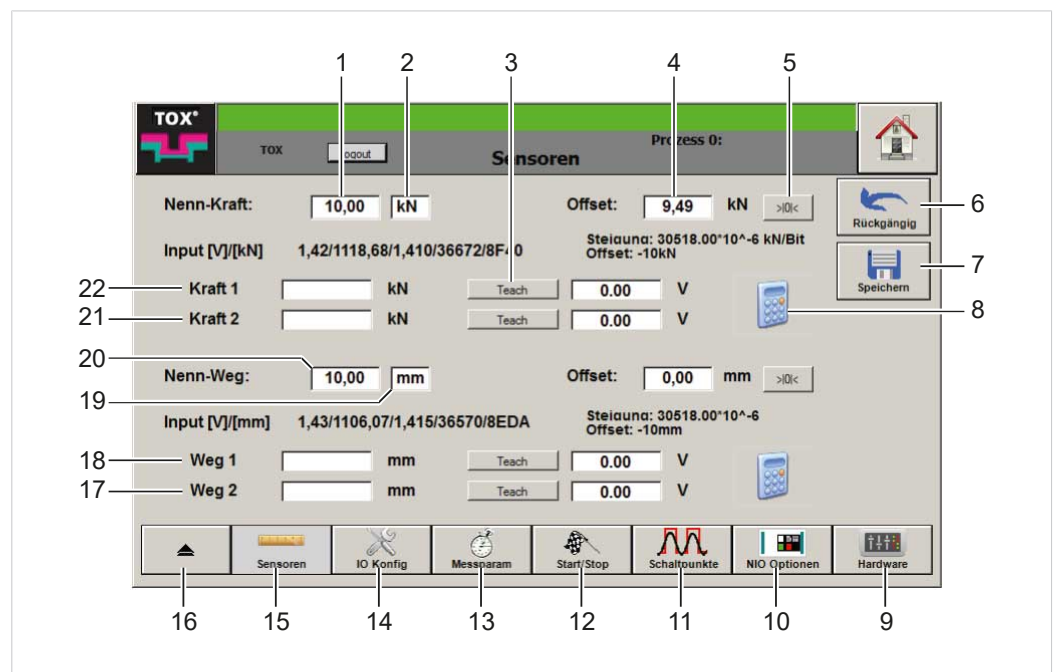 1 2 3 4 5
TOX®
TOX Logout Sensoren Prozess 0:
Nenn-Kraft: 10,00 kN Offset: 9,49 kN >|0|<
Rückgängig 6
Input [V]/[kN] 1,42/1118,68/1,410/36672/8F40 Steigung: 30518.00*10^-6 kN/Bit
Offset: -10kN
Speichern 7
22 Kraft 1 kN Teach 0.00 V
21 Kraft 2 kN Teach 0.00 V 8
20
Nenn-Weg: 10,00 mm Offset: 0,00 mm >|0|<
19
Input [V]/[mm] 1,43/1106,07/1,415/36570/8EDA Steigung: 30518.00*10^-6
Offset: -10mm
18 Weg 1 mm Teach 0.00 V
17 Weg 2 mm Teach 0.00 V
Sensoren IO Konfig Messparam Start/Stop Schaltpunkte NIO Optionen Hardware
16 15 14 13 12 11 10 9